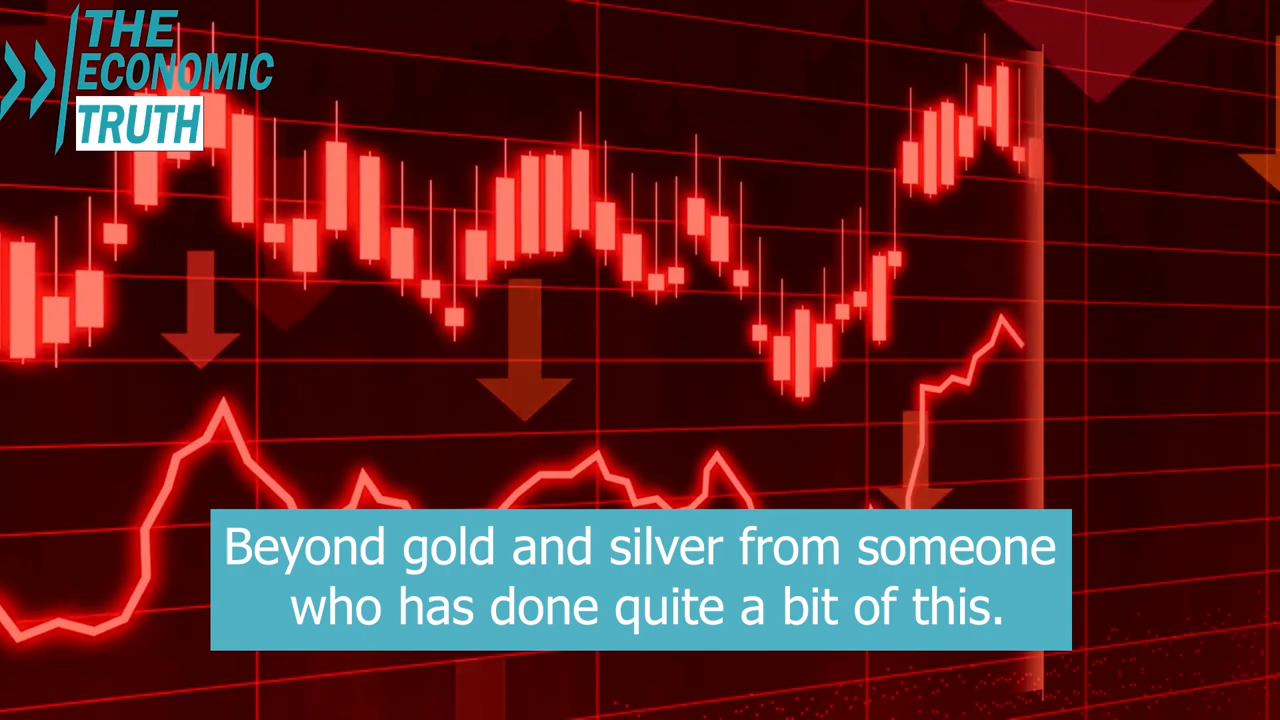 THE
ECONOMIC
TRUTH
Beyond gold and silver from someone
who has done quite a bit of this.